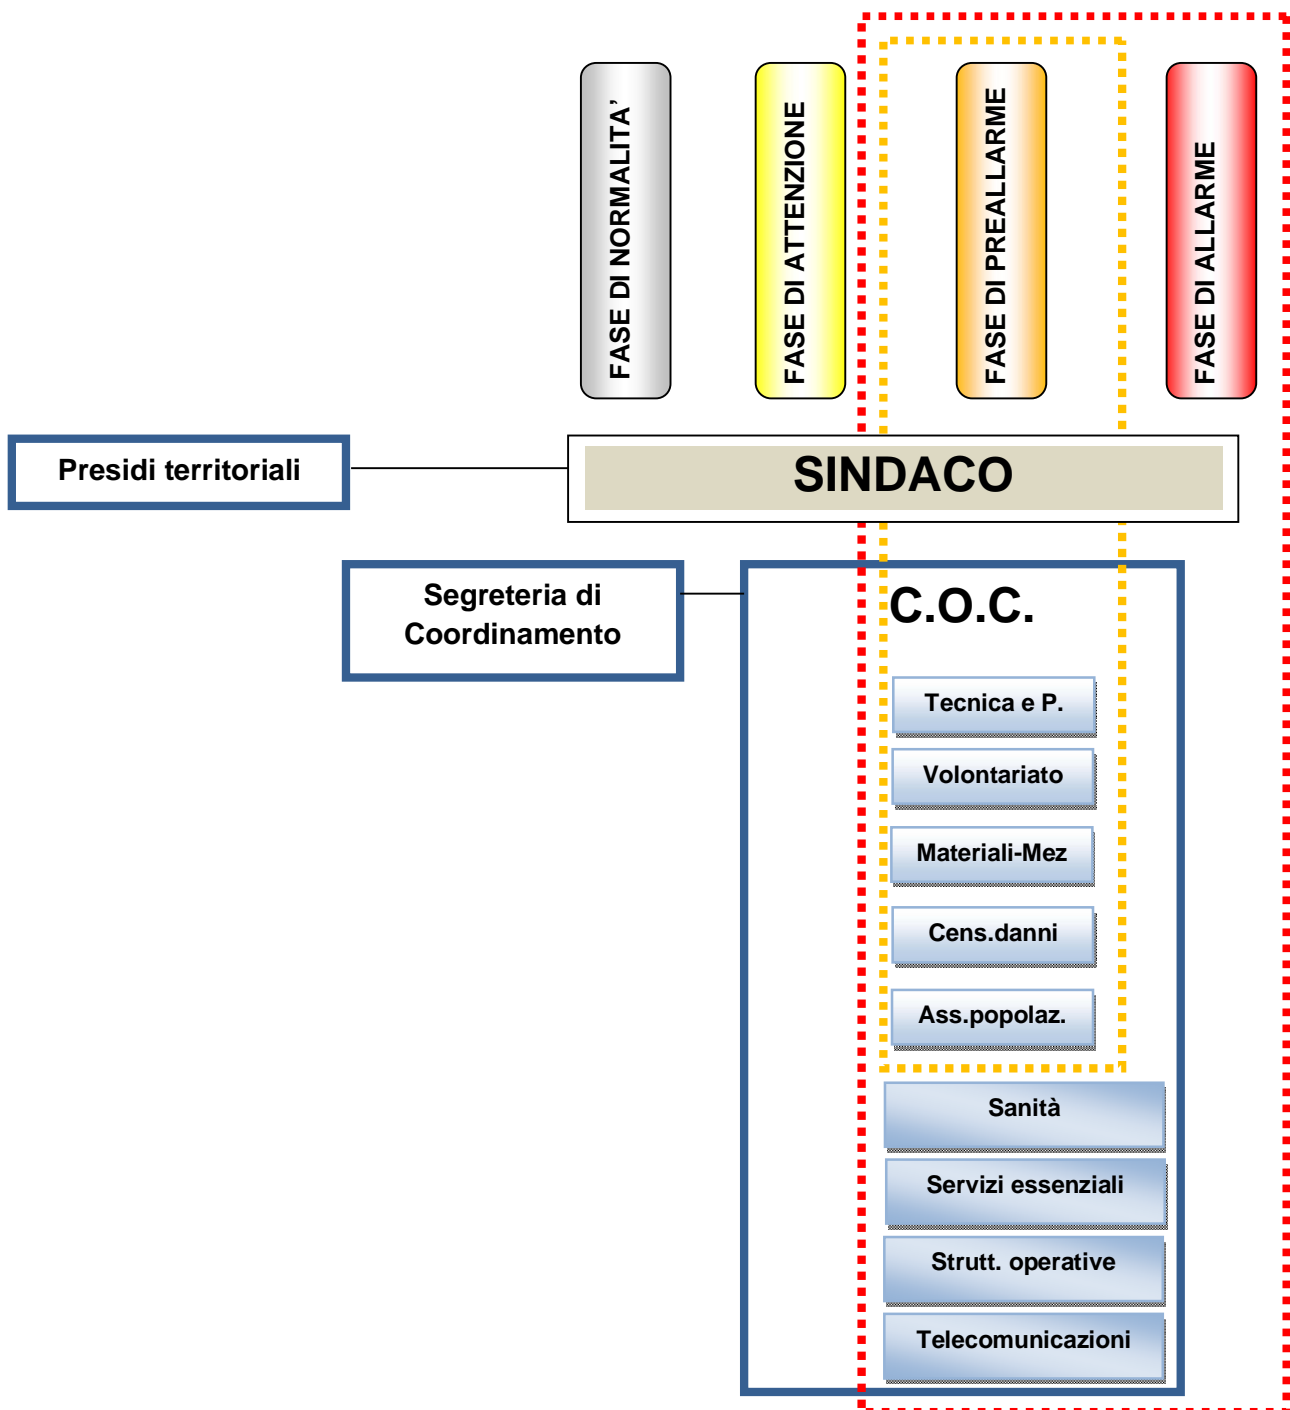 FASE DI NORMALITA’
FASE DI ATTENZIONE
FASE DI PREALLARME
FASE DI ALLARME
Presidi territoriali
SINDACO
Segreteria di
Coordinamento
C.O.C.
Tecnica e P.
Volontariato
Materiali-Mez
Cens.danni
Ass.popolaz.
Sanità
Servizi essenziali
Strutt. operative
Telecomunicazioni